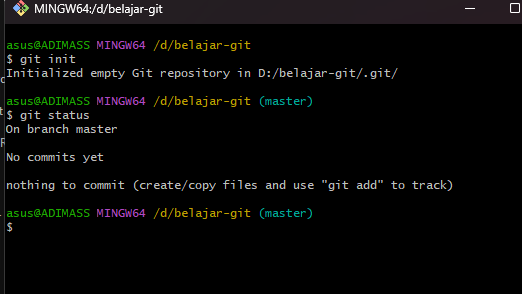 MINGW64:/d/belajar-git
asus@ADIMASS MINGW64 /d/belajar-git
$ git init
Initialized empty Git repository in D:/belajar-git/.git/
asus@ADIMASS MINGW64 /d/belajar-git (master)
$ git status
On branch master
No commits yet
nothing to commit (create/copy files and use "git add" to track)
asus@ADIMASS MINGW64 /d/belajar-git (master)
$